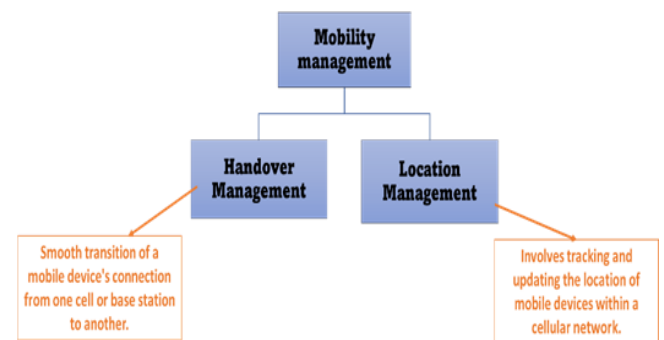 Mobility
management
Handover
Management
Location
Management
Smooth transition of a
mobile device's connection
from one cell or base station
to another.
Involves tracking and
updating the location of
mobile devices within a
cellular network.